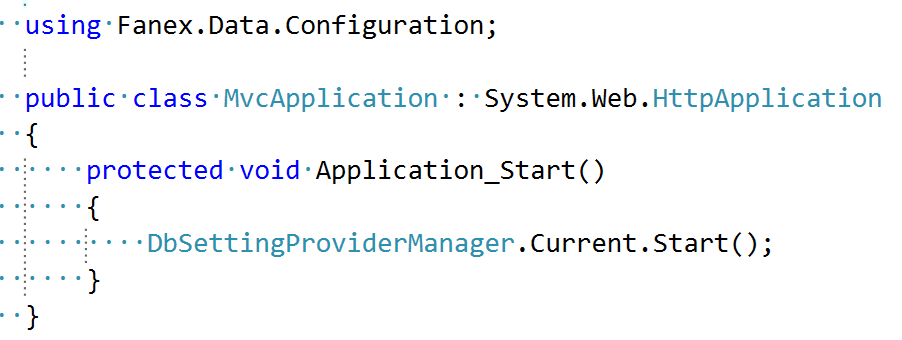 using Fanex.Data.Configuration;
public class MvcApplication : System.Web.HttpApplication
{
protected void Application_Start()
{
DbSettingProviderManager.Current.Start();
}
}